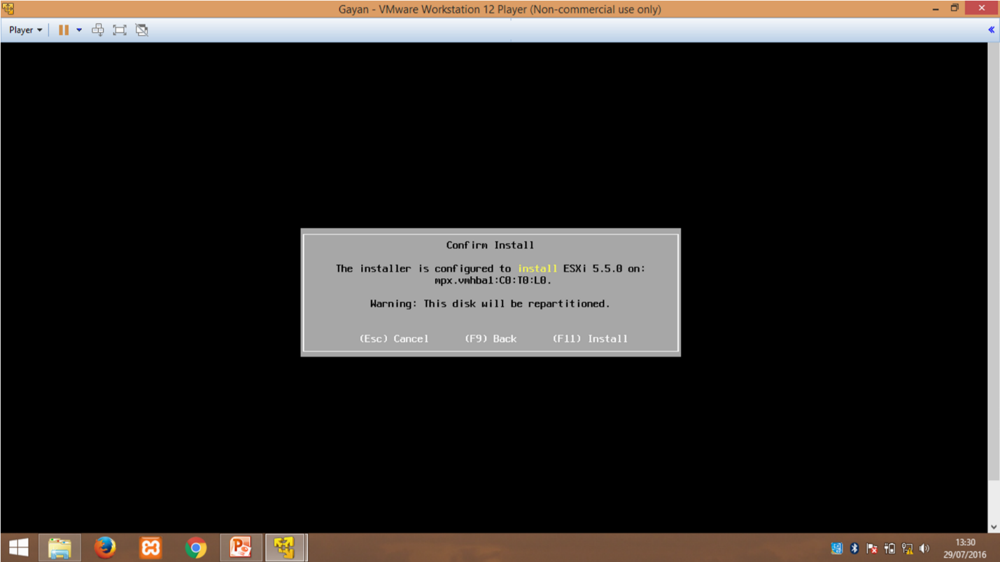 Gayan - VMware Workstation 12 Player (Non-commercial use only)
Player
Confirm Install
The installer is configured to install ESXi 5.5.0 on:
mpx.vmhba1:C0:T0:L0.
Warning: This disk will be repartitioned.
(Esc) Cancel (F9) Back (F11) Install
13:30
29/07/2016